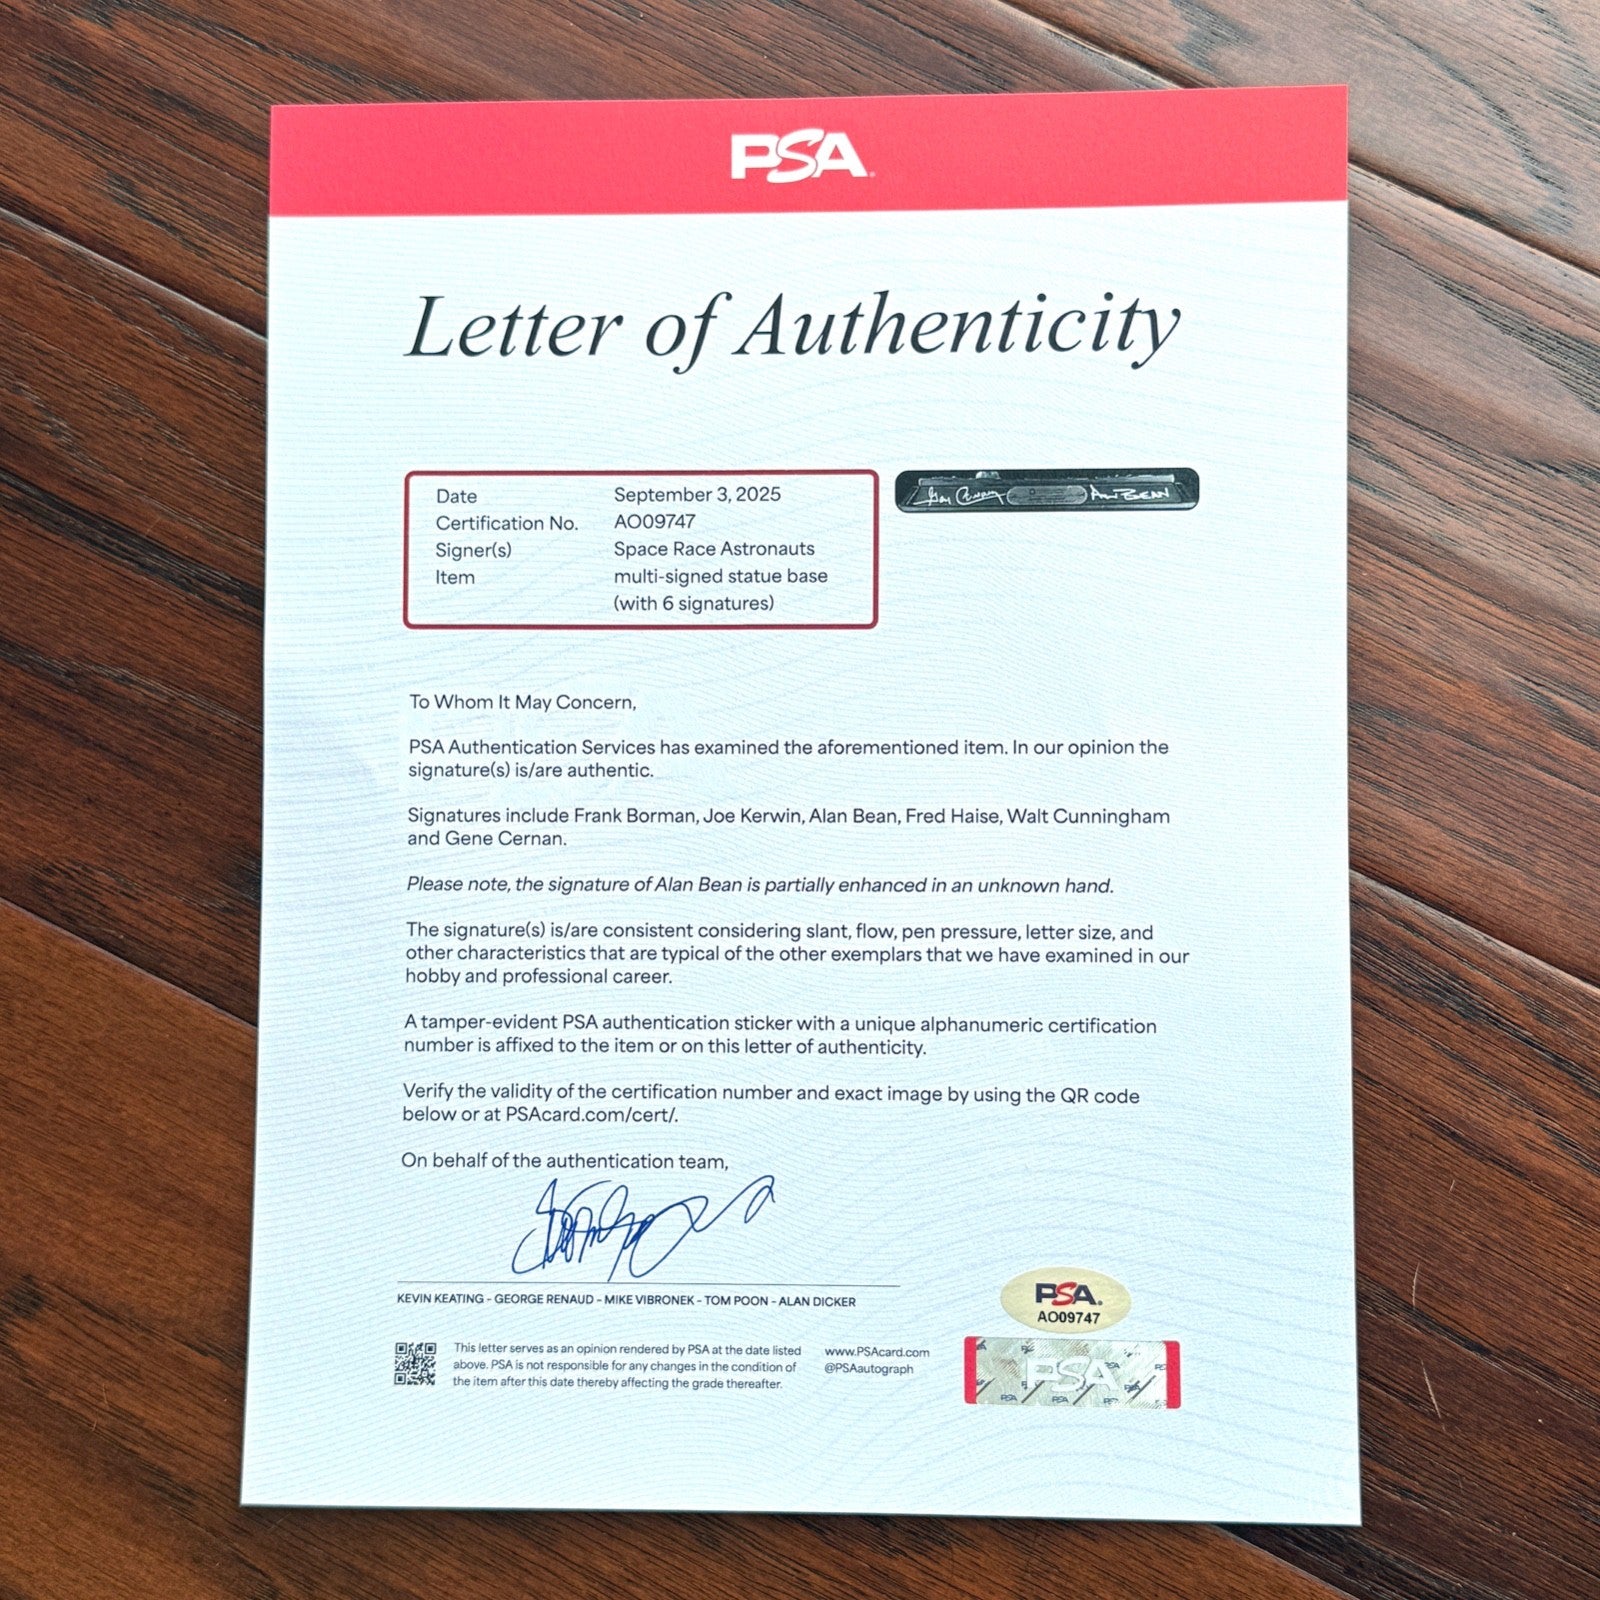 PSA
Letter of Authenticity
Date September 3, 2025
Certification No. AO09747
Signer(s) Space Race Astronauts
Item multi-signed statue base
(with 6 signatures)
Gene Cernan ALAN BEAN
To Whom It May Concern,
PSA Authentication Services has examined the aforementioned item. In our opinion the
signature(s) is/are authentic.
Signatures include Frank Borman, Joe Kerwin, Alan Bean, Fred Haise, Walt Cunningham
and Gene Cernan.
Please note, the signature of Alan Bean is partially enhanced in an unknown hand.
The signature(s) is/are consistent considering slant, flow, pen pressure, letter size, and
other characteristics that are typical of the other exemplars that we have examined in our
hobby and professional career.
A tamper-evident PSA authentication sticker with a unique alphanumeric certification
number is affixed to the item or on this letter of authenticity.
Verify the validity of the certification number and exact image by using the QR code
below or at PSAcard.com/cert/.
On behalf of the authentication team,
KEVIN KEATING - GEORGE RENAUD - MIKE VIBRONEK - TOM POON - ALAN DICKER
This letter serves as an opinion rendered by PSA at the date listed
above. PSA is not responsible for any changes in the condition of
the item after this date thereby affecting the grade thereafter.
www.PSAcard.com
@PSAautograph
PSA
AO09747
PSA